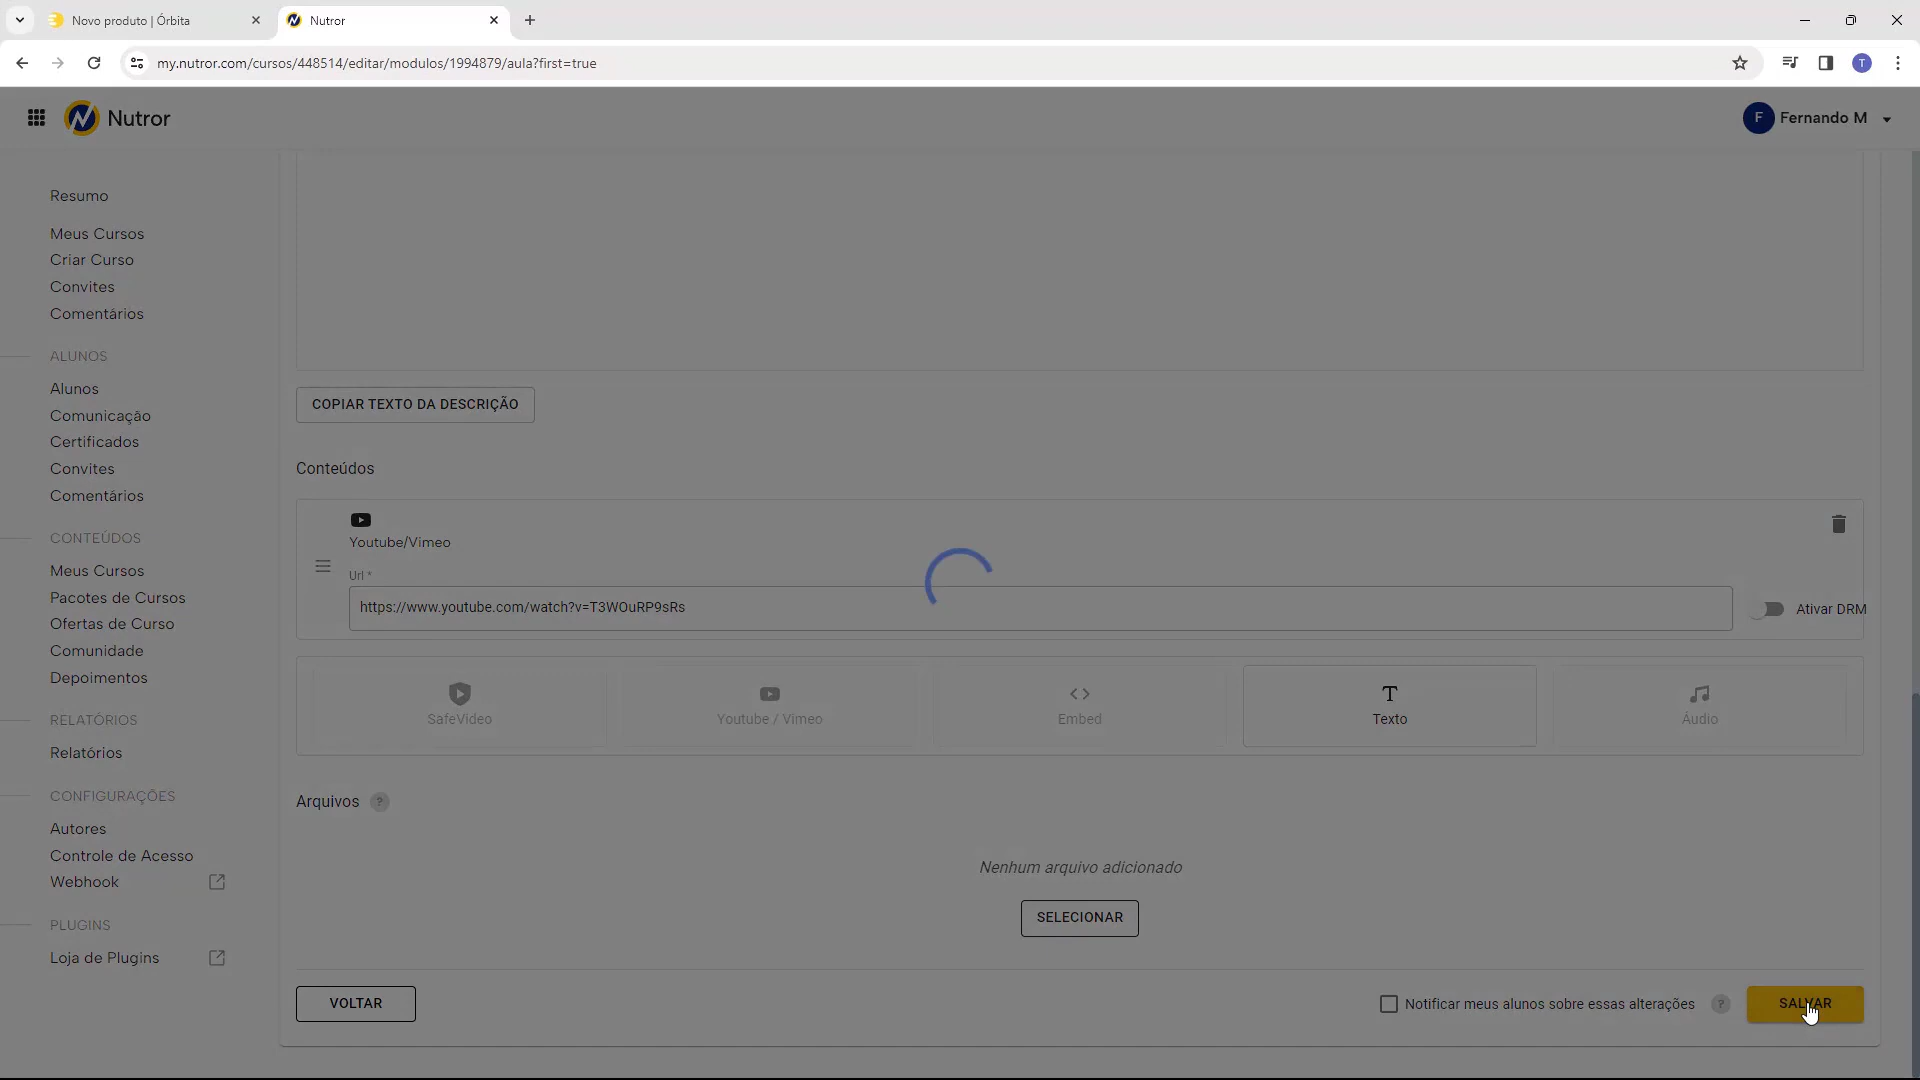 Novo produto | Órbita
Nutror
my.nutror.com/cursos/448514/editar/modulos/1994879/aula?first=true
T
Nutror
F
Fernando M
Resumo
Meus Cursos
Criar Curso
Convites
Comentários
ALUNOS
Alunos
Comunicação
Certificados
Convites
Comentários
CONTEÚDOS
Meus Cursos
Pacotes de Cursos
Ofertas de Curso
Comunidade
Depoimentos
RELATÓRIOS
Relatórios
CONFIGURAÇÕES
Autores
Controle de Acesso
Webhook
PLUGINS
Loja de Plugins
COPIAR TEXTO DA DESCRIÇÃO
Conteúdos
Youtube/Vimeo
Url *
https://www.youtube.com/watch?v=T3WOuRP9sRs
Ativar DRM
SafeVideo
Youtube / Vimeo
Embed
Texto
Áudio
Arquivos ?
Nenhum arquivo adicionado
SELECIONAR
VOLTAR
Notificar meus alunos sobre essas alterações ?
SALVAR